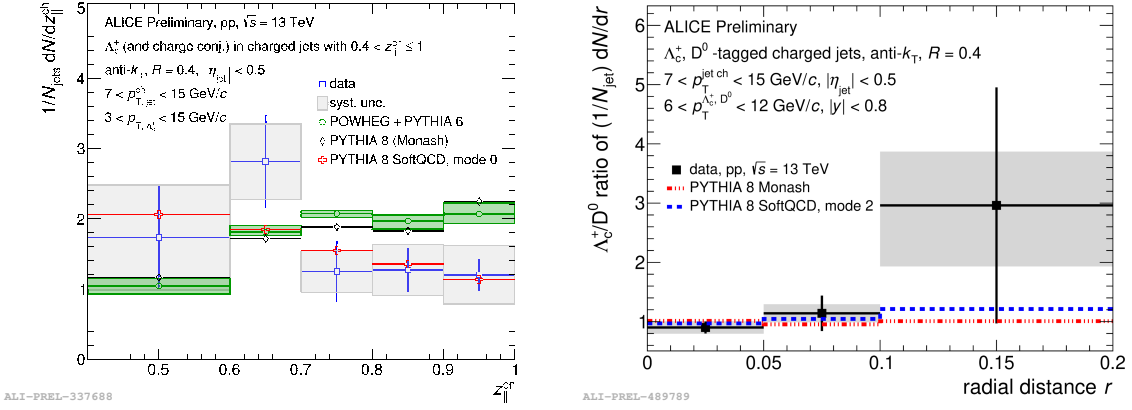 ALICE Preliminary, pp, √s = 13 TeV
Λc+ (and charge conj.) in charged jets with 0.4 < z∥ch ≤ 1
anti-kT, R = 0.4, |ηjet| < 0.5
7 < pT, jetch < 15 GeV/c
3 < pT, Λc+ < 15 GeV/c
data
syst. unc.
POWHEG + PYTHIA 6
PYTHIA 8 (Monash)
PYTHIA 8 SoftQCD, mode 0
1/Njets dN/dz∥ch
5
4
3
2
1
0
0.5 0.6 0.7 0.8 0.9 1
z∥ch
ALI-PREL-337688
ALICE Preliminary
Λc+, D0 -tagged charged jets, anti-kT, R = 0.4
7 < pTjet ch < 15 GeV/c, |ηjet| < 0.5
6 < pTΛc+, D0 < 12 GeV/c, |y| < 0.8
data, pp, √s = 13 TeV
PYTHIA 8 Monash
PYTHIA 8 SoftQCD, mode 2
Λc+/D0 ratio of (1/Njet) dN/dr
6
5
4
3
2
1
0 0.05 0.1 0.15 0.2
radial distance r
ALI-PREL-489789